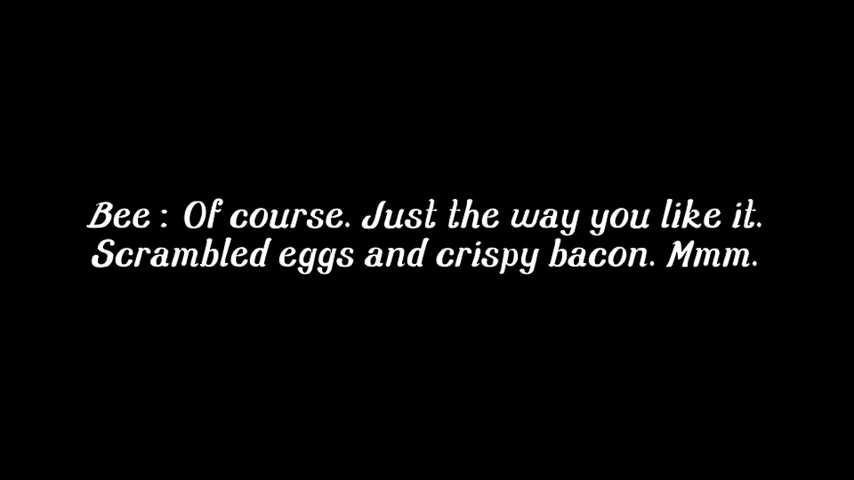 Bee : Of course. Just the way you like it.
Scrambled eggs and crispy bacon. Mmm.